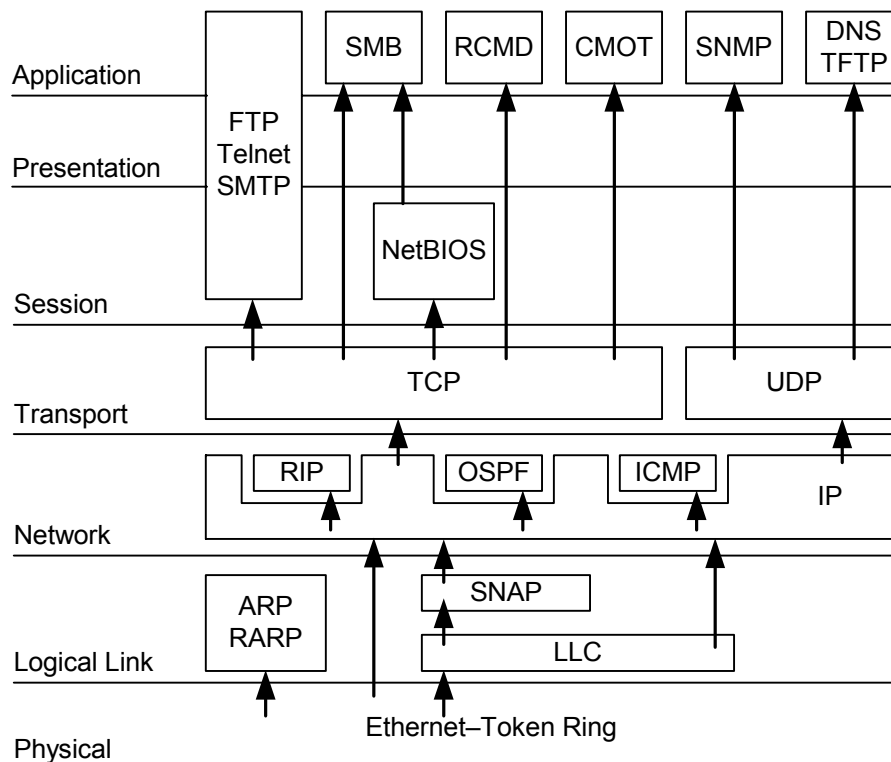 SMB
RCMD
CMOT
SNMP
DNS
TFTP
Application
FTP
Telnet
SMTP
Presentation
NetBIOS
Session
TCP
UDP
Transport
RIP
OSPF
ICMP
IP
Network
ARP
RARP
SNAP
LLC
Logical Link
Ethernet–Token Ring
Physical